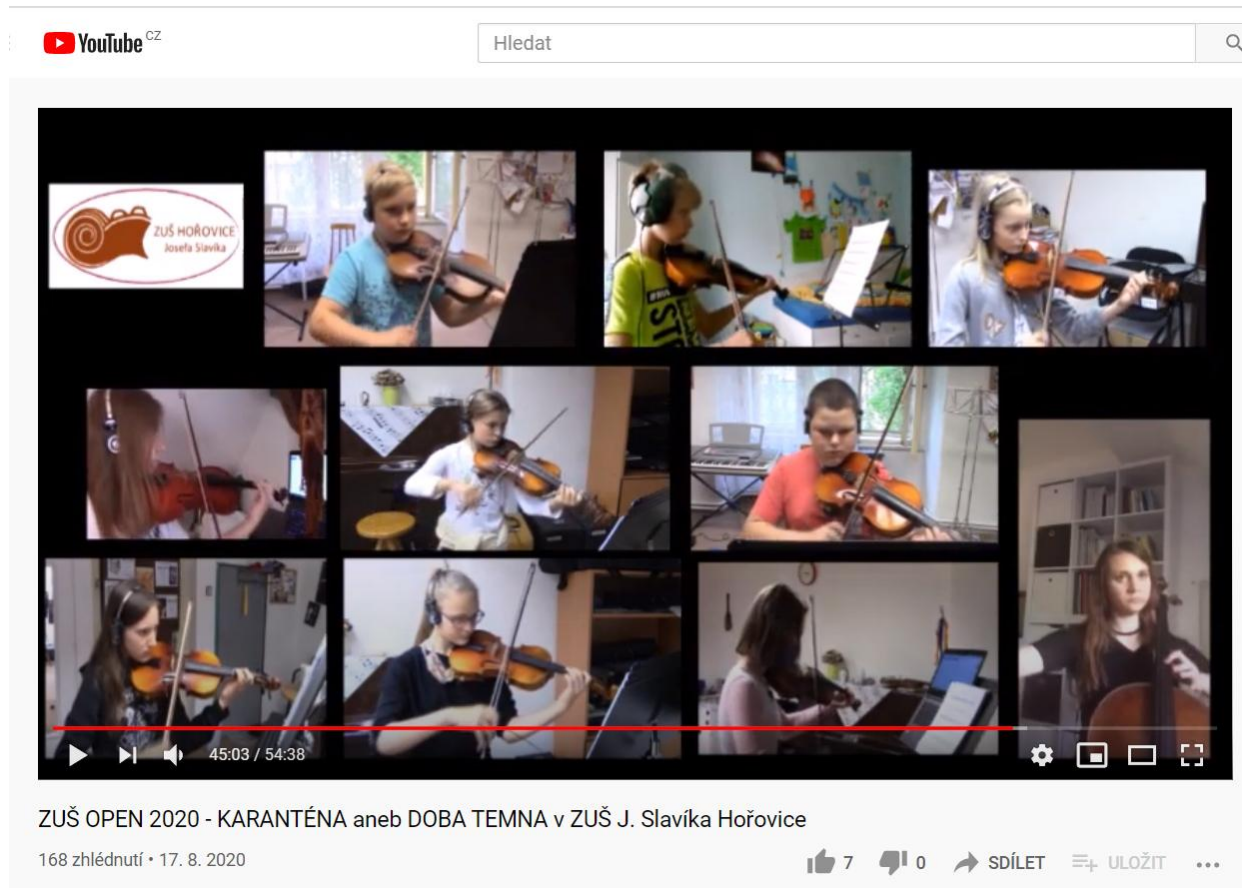 YouTube CZ
Hledat
ZUŠ HOŘOVICE
Josefa Slavíka
45:03 / 54:38
ZUŠ OPEN 2020 - KARANTÉNA aneb DOBA TEMNA v ZUŠ J. Slavíka Hořovice
168 zhlédnutí • 17. 8. 2020
7
0
SDÍLET
ULOŽIT